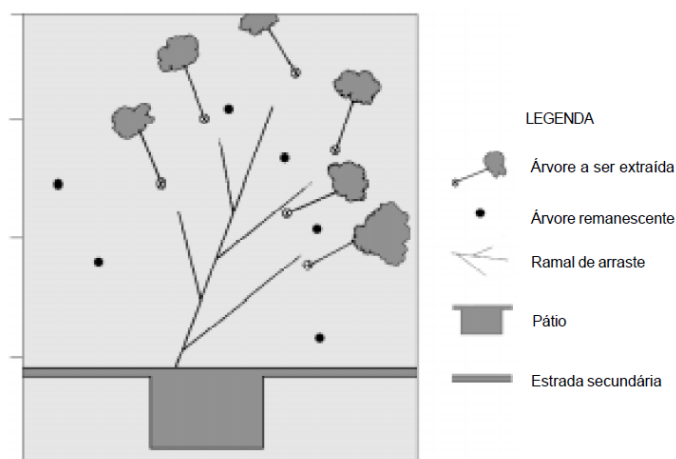 LEGENDA
Árvore a ser extraída
Árvore remanescente
Ramal de arraste
Pátio
Estrada secundária